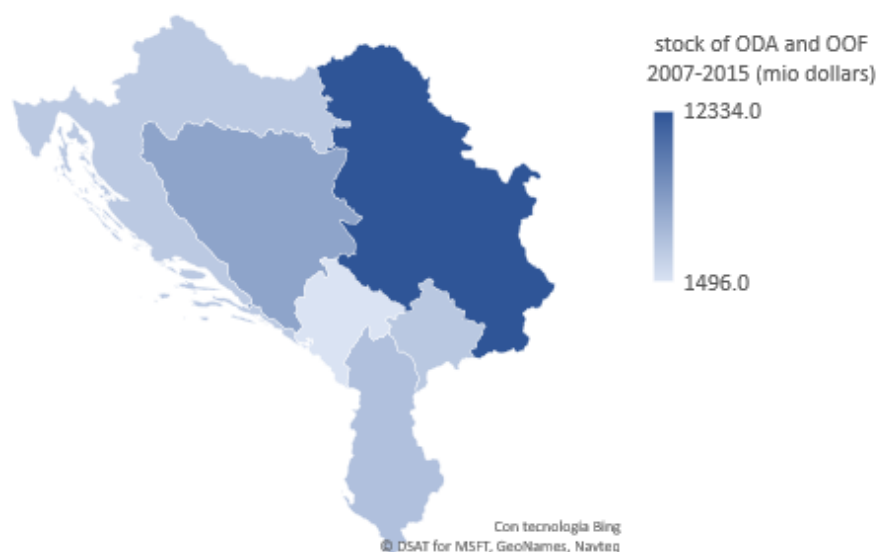 stock of ODA and OOF
2007-2015 (mio dollars)
12334.0
1496.0
Con tecnologia Bing
© DSAT for MSFT, GeoNames, Navteq